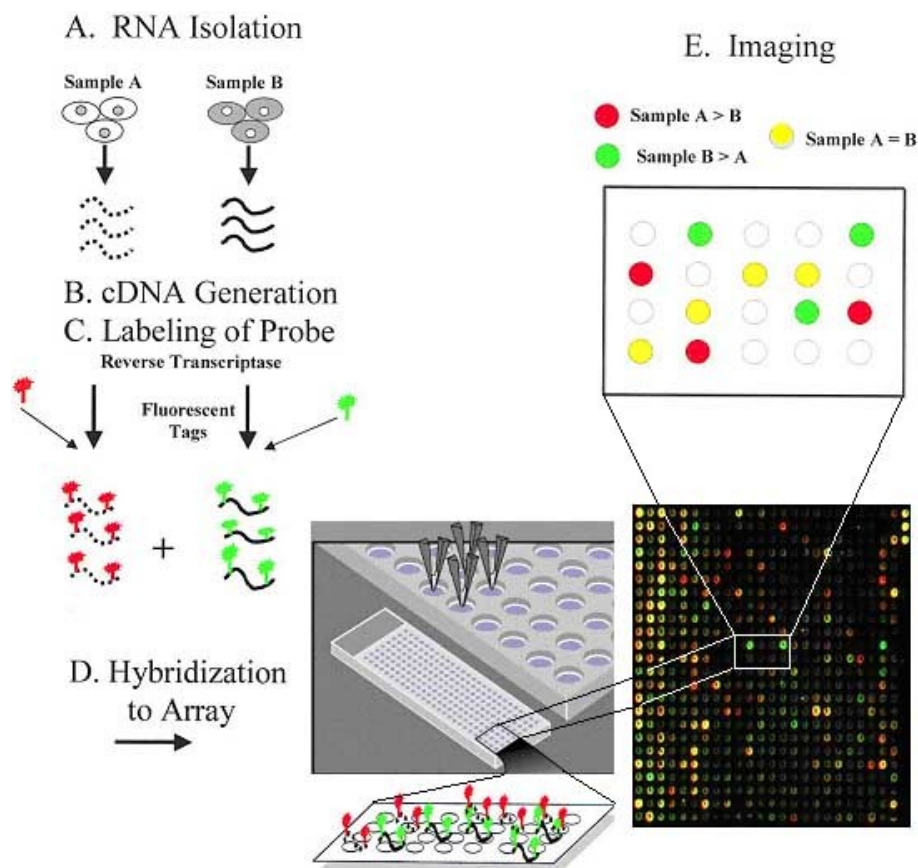 A. RNA Isolation
Sample A
Sample B
B. cDNA Generation
C. Labeling of Probe
Reverse Transcriptase
Fluorescent
Tags
+
D. Hybridization
to Array
E. Imaging
Sample A > B
Sample B > A
Sample A = B